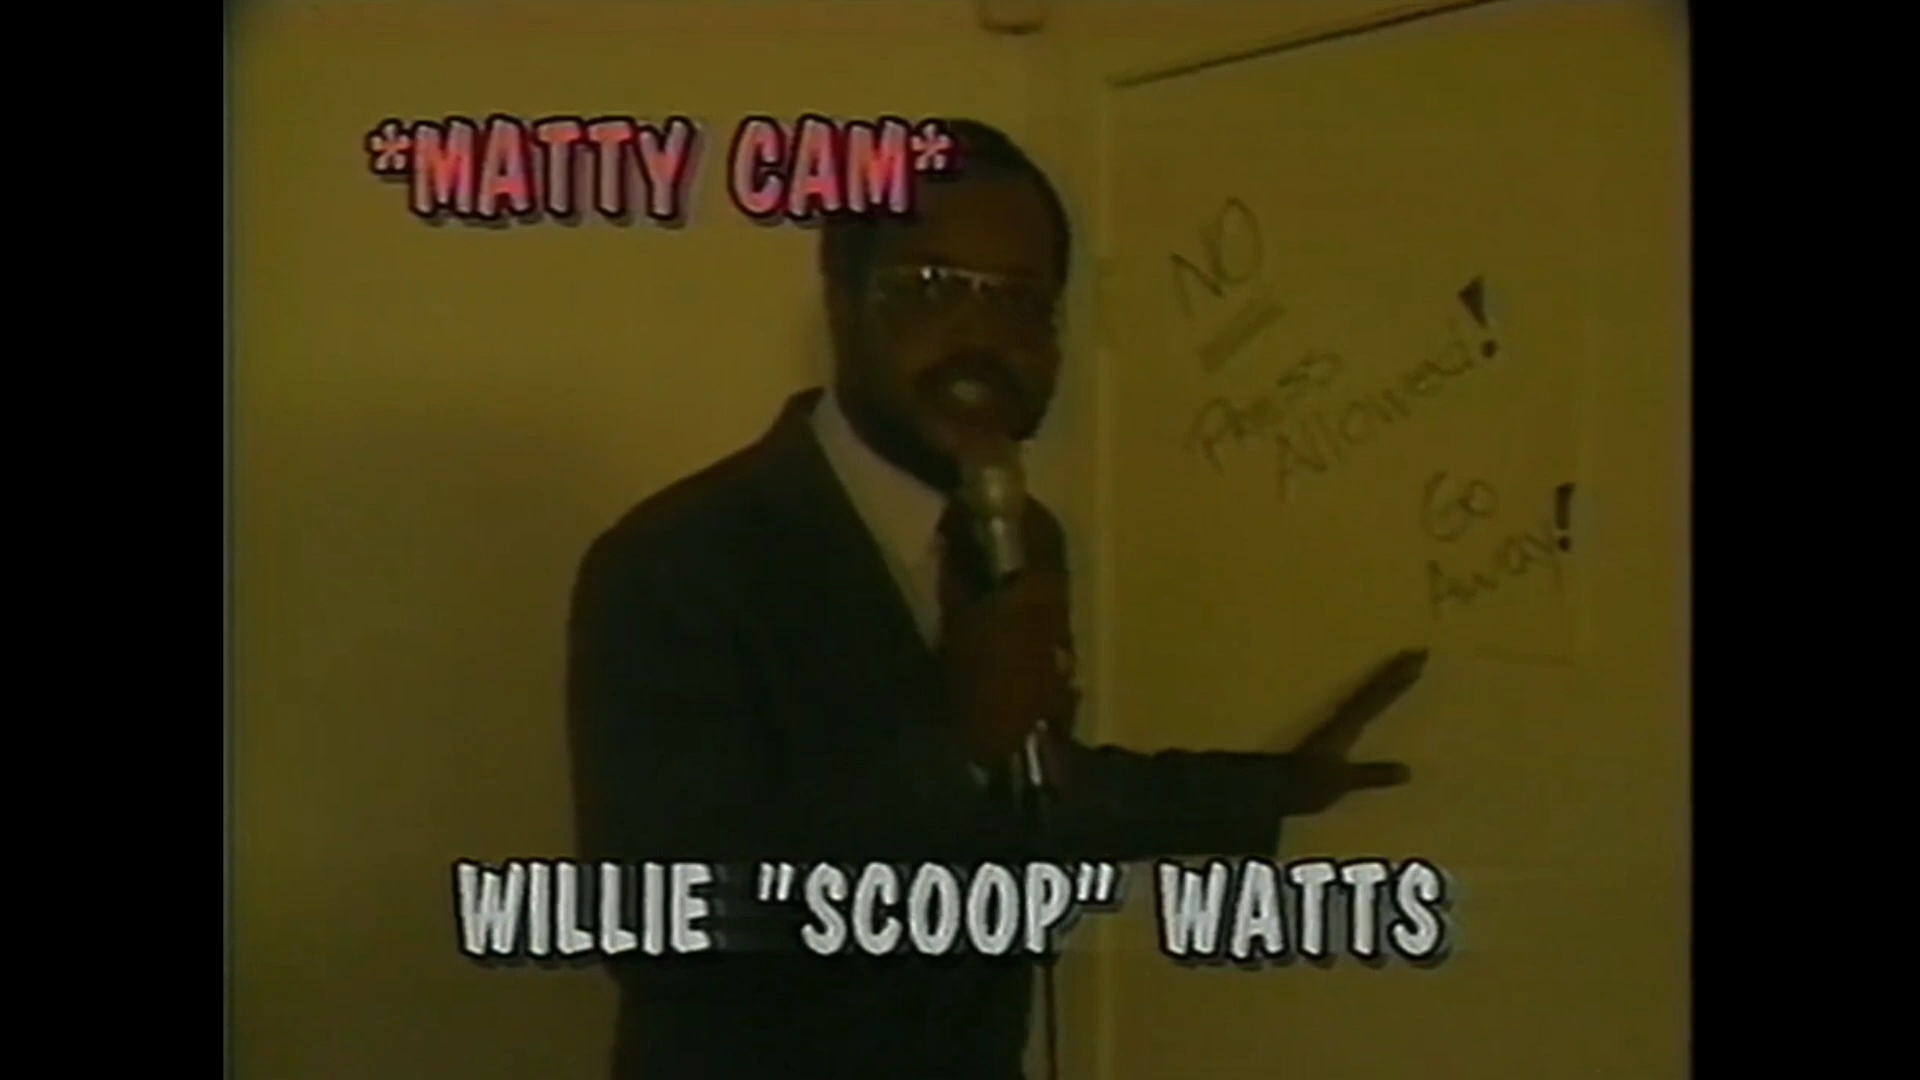 *MATTY CAM*
NO
Press
Allowed!
Go
Away!
WILLIE "SCOOP" WATTS